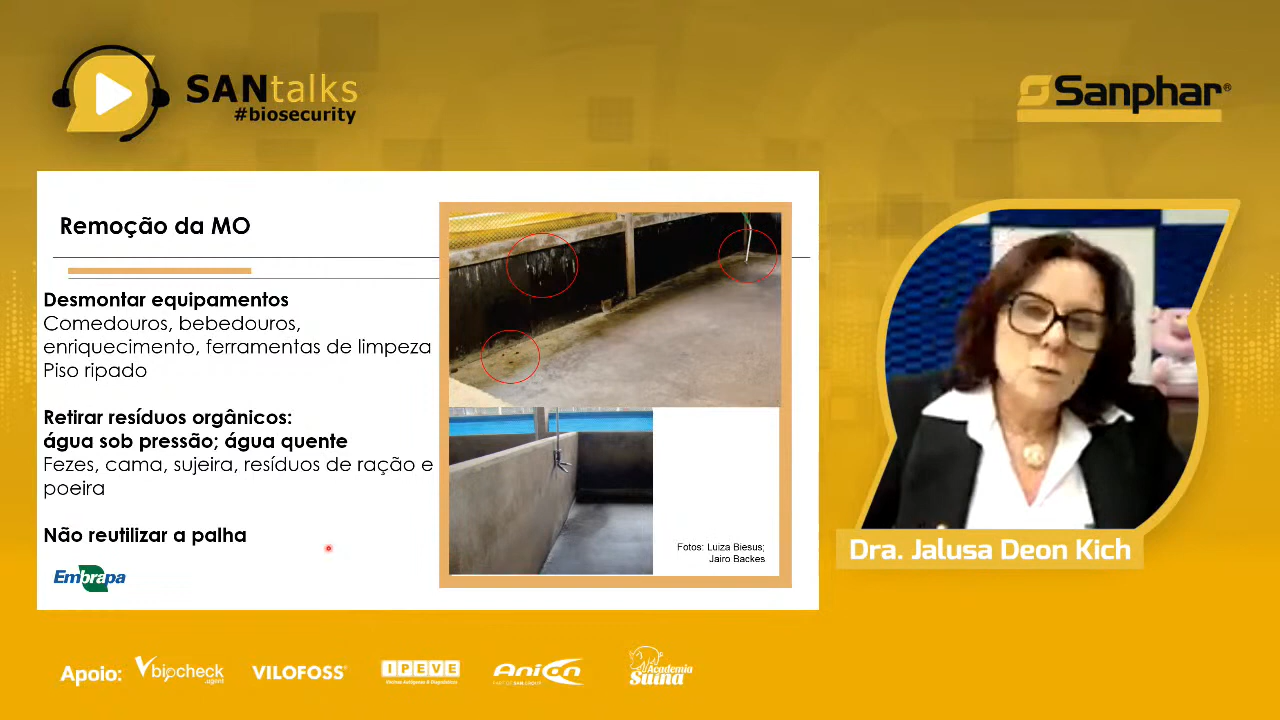 SANtalks
#biosecurity
Sanphar®
Remoção da MO
Desmontar equipamentos
Comedouros, bebedouros,
enriquecimento, ferramentas de limpeza
Piso ripado
Retirar resíduos orgânicos:
água sob pressão; água quente
Fezes, cama, sujeira, resíduos de ração e
poeira
Não reutilizar a palha
Embrapa
Fotos: Luiza Biesus;
Jairo Backes
Dra. Jalusa Deon Kich
Apoio:
biocheck
.ugent
VILOFOSS®
IPEVE
Anicon
Academia
Suína